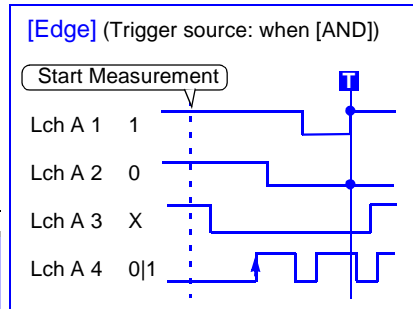 [Edge] (Trigger source: when [AND])
Start Measurement
T
Lch A 1 1
Lch A 2 0
Lch A 3 X
Lch A 4 0|1